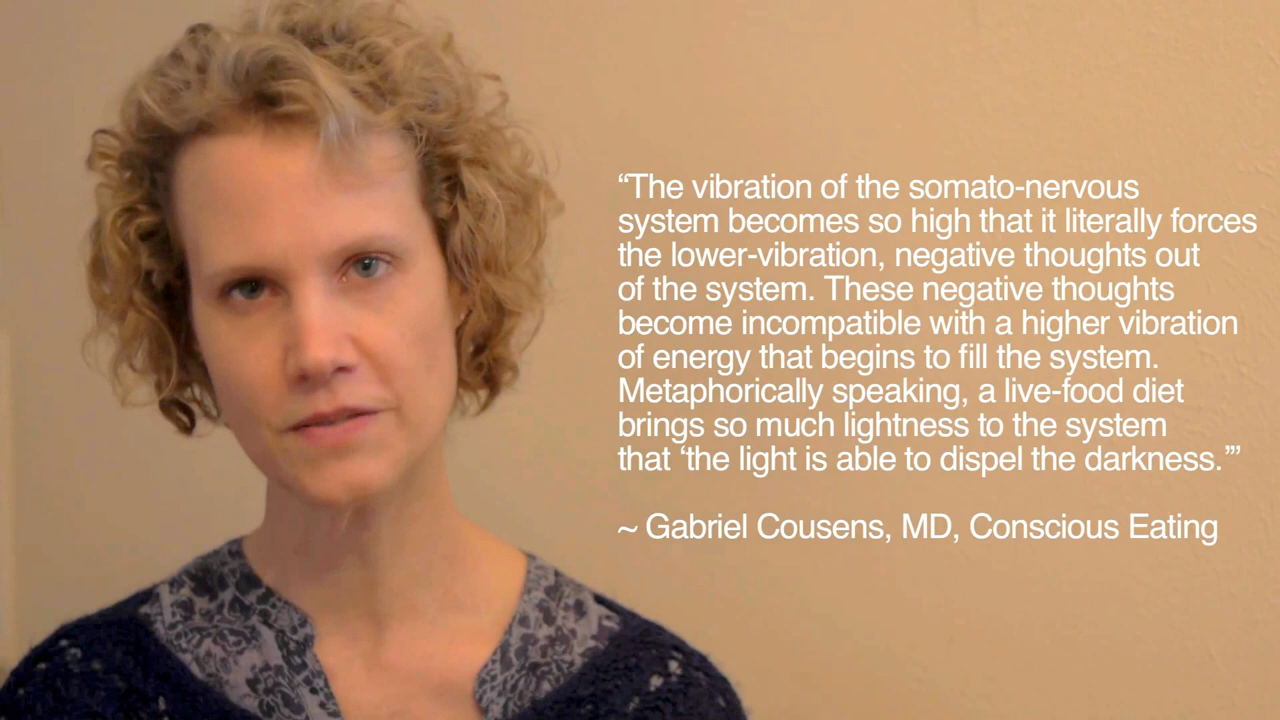 “The vibration of the somato-nervous
system becomes so high that it literally forces
the lower-vibration, negative thoughts out
of the system. These negative thoughts
become incompatible with a higher vibration
of energy that begins to fill the system.
Metaphorically speaking, a live-food diet
brings so much lightness to the system
that ‘the light is able to dispel the darkness.’”
~ Gabriel Cousens, MD, Conscious Eating